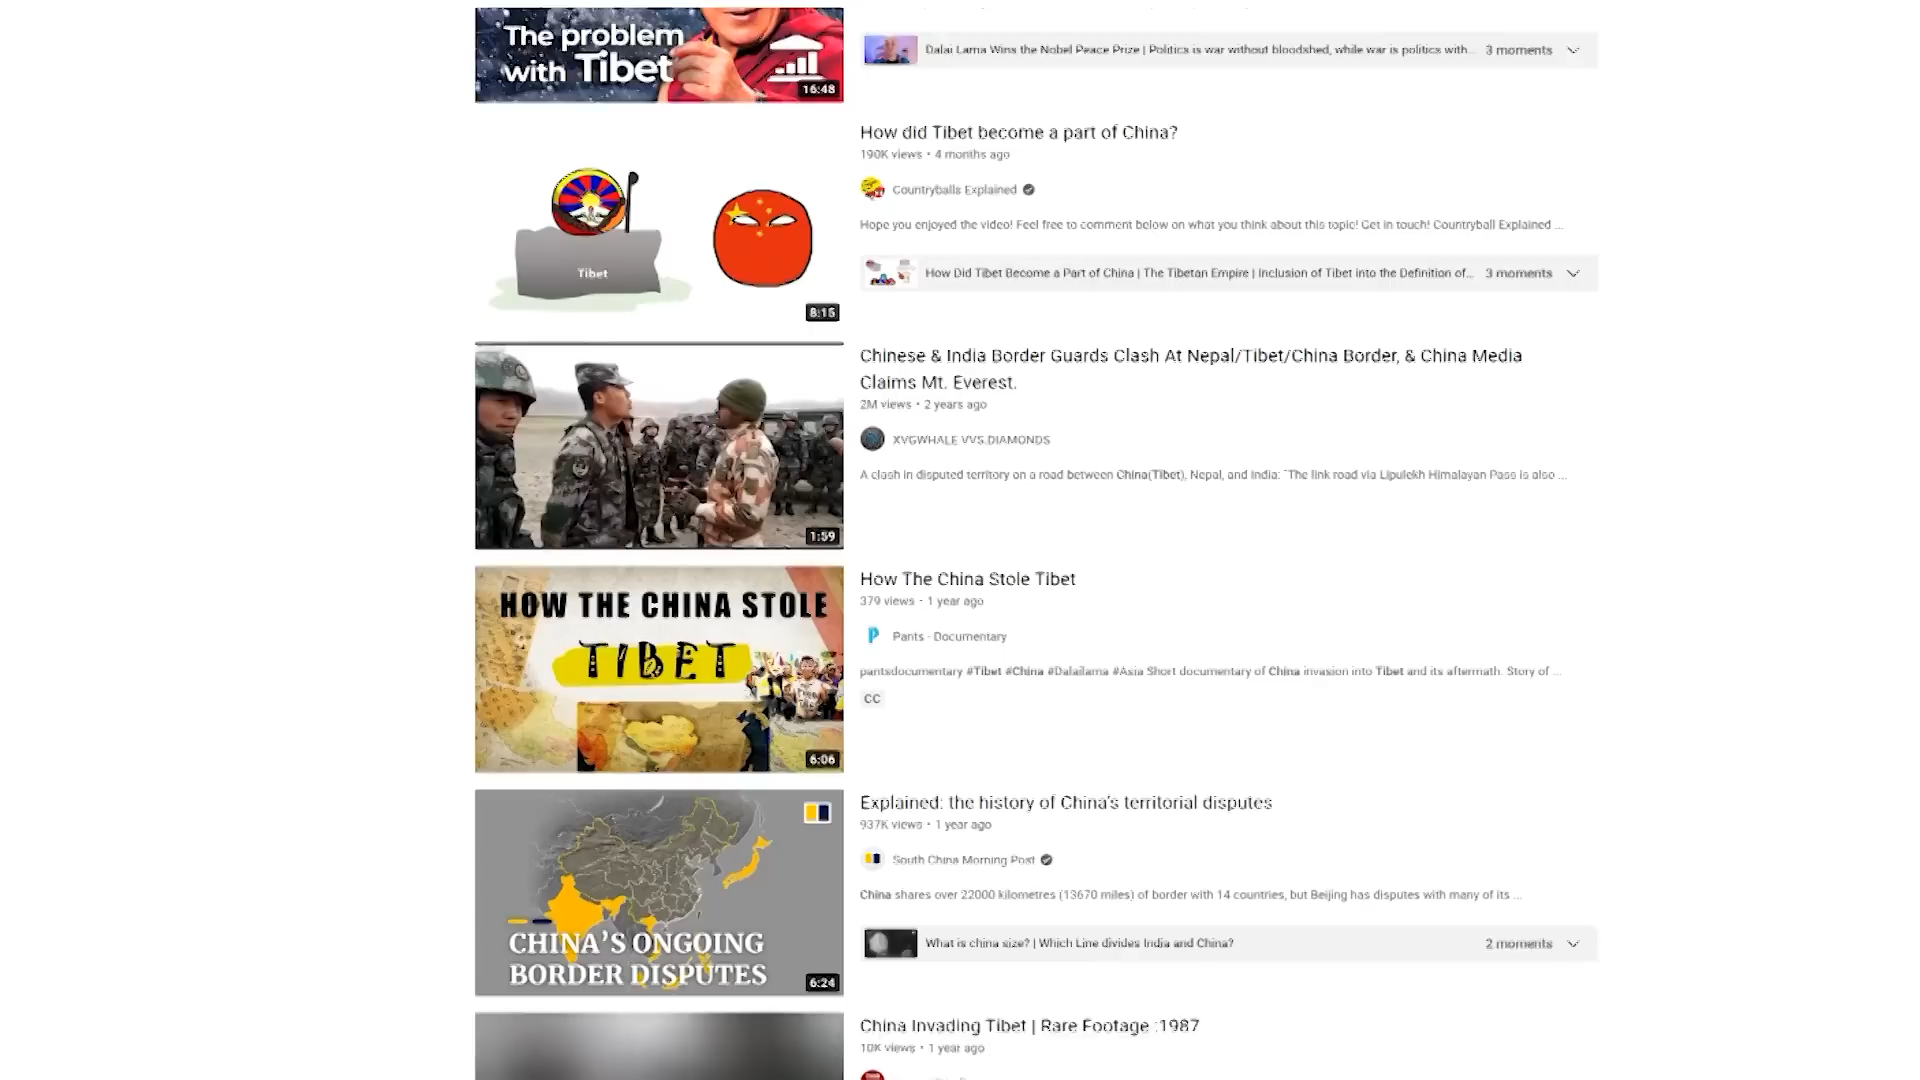 The problem
with Tibet
16:48
Dalai Lama Wins the Nobel Peace Prize | Politics is war without bloodshed, while war is politics with...
3 moments
How did Tibet become a part of China?
190K views • 4 months ago
Countryballs Explained
Hope you enjoyed the video! Feel free to comment below on what you think about this topic! Get in touch! Countryball Explained ...
Tibet
8:15
How Did Tibet Become a Part of China | The Tibetan Empire | Inclusion of Tibet into the Definition of...
3 moments
Chinese & India Border Guards Clash At Nepal/Tibet/China Border, & China Media
Claims Mt. Everest.
2M views • 2 years ago
XVGWHALE VVS.DIAMONDS
A clash in disputed territory on a road between China(Tibet), Nepal, and India: "The link road via Lipulekh Himalayan Pass is also ...
1:59
HOW THE CHINA STOLE
TIBET
6:06
How The China Stole Tibet
379 views • 1 year ago
Pants - Documentary
pantsdocumentary #Tibet #China #Dalailama #Asia Short documentary of China invasion into Tibet and its aftermath. Story of ...
CC
CHINA'S ONGOING
BORDER DISPUTES
6:24
Explained: the history of China's territorial disputes
937K views • 1 year ago
South China Morning Post
China shares over 22000 kilometres (13670 miles) of border with 14 countries, but Beijing has disputes with many of its ...
What is china size? | Which Line divides India and China?
2 moments
China Invading Tibet | Rare Footage :1987
10K views • 1 year ago